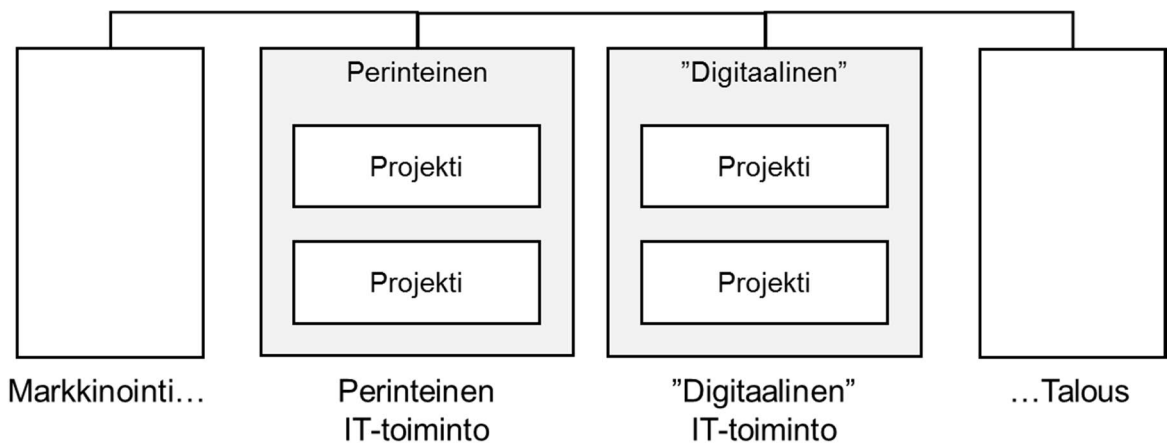 Perinteinen
”Digitaalinen”
Projekti
Projekti
Projekti
Projekti
Markkinointi…
Perinteinen
IT-toiminto
”Digitaalinen”
IT-toiminto
…Talous